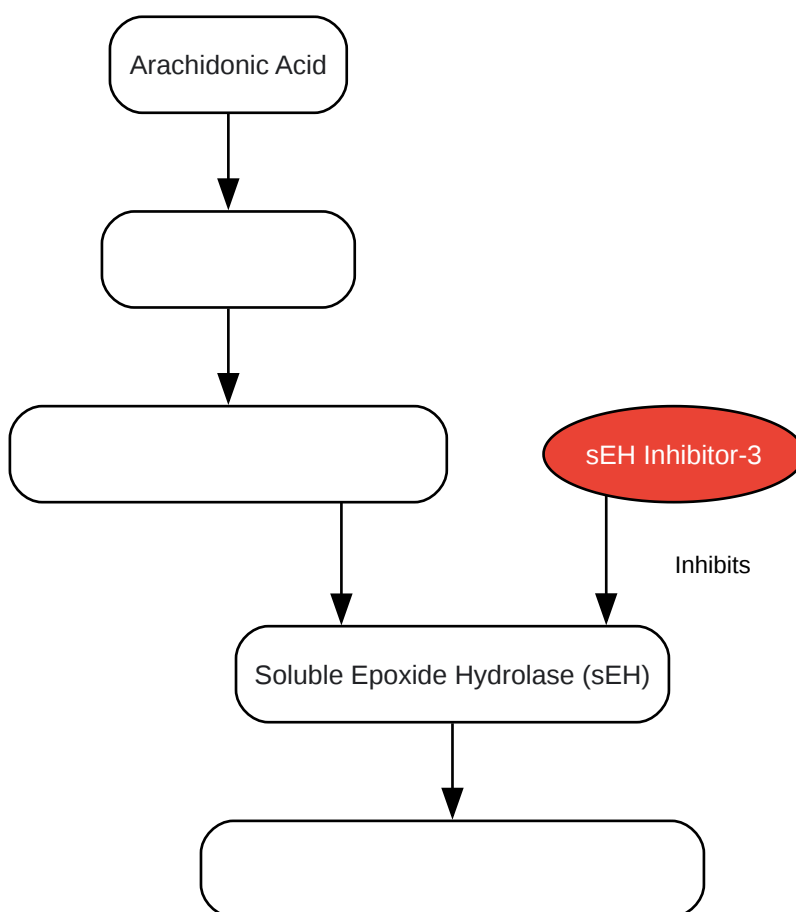 Arachidonic Acid
sEH Inhibitor-3
Inhibits
Soluble Epoxide Hydrolase (sEH)